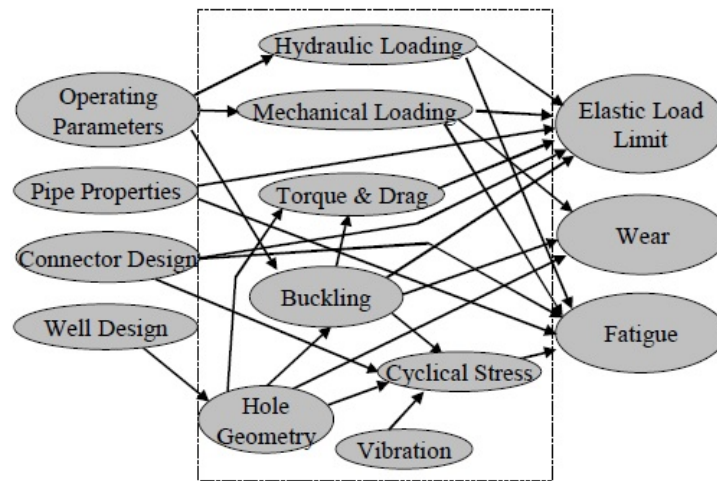 Hydraulic Loading
Operating
Parameters
Mechanical Loading
Elastic Load
Limit
Pipe Properties
Torque & Drag
Wear
Connector Design
Buckling
Well Design
Fatigue
Cyclical Stress
Hole
Geometry
Vibration